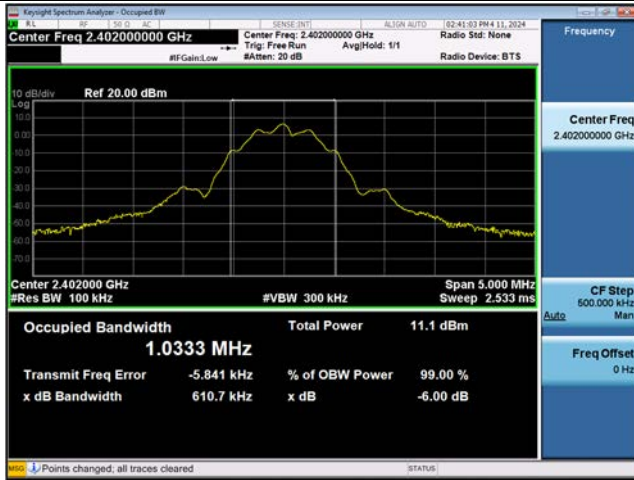 Keysight Spectrum Analyzer - Occupied BW
RL RF 50 Ω AC SENSE:INT ALIGN AUTO 02:41:03 PM 4 11, 2024
Center Freq 2.402000000 GHz
Center Freq: 2.402000000 GHz Radio Std: None
Trig: Free Run Avg|Hold: 1/1
#IFGain:Low #Atten: 20 dB Radio Device: BTS
10 dB/div Ref 20.00 dBm
Log
10.0
0.00
-10.0
-20.0
-30.0
-40.0
-50.0
-60.0
-70.0
Center 2.402000 GHz Span 5.000 MHz
#Res BW 100 kHz #VBW 300 kHz Sweep 2.533 ms
Occupied Bandwidth Total Power 11.1 dBm
1.0333 MHz
Transmit Freq Error -5.841 kHz % of OBW Power 99.00 %
x dB Bandwidth 610.7 kHz x dB -6.00 dB
Frequency
Center Freq
2.402000000 GHz
CF Step
500.000 kHz
Auto Man
Freq Offset
0 Hz
MSG Points changed; all traces cleared STATUS